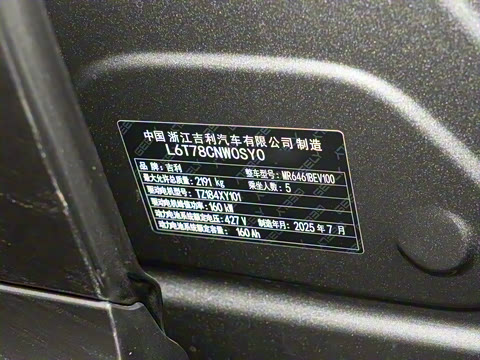 中国 浙江吉利汽车有限公司 制造
L6T78CNW0SY0
品牌：吉利 整车型号：MR6461BEV100
最大允许总质量：2191 kg 乘坐人数：5
驱动电机型号：TZ184XY101
驱动电机峰值功率：160 kW
动力电池系统额定电压：427 V 制造年月：2025 年 7 月
动力电池系统额定容量：160 Ah